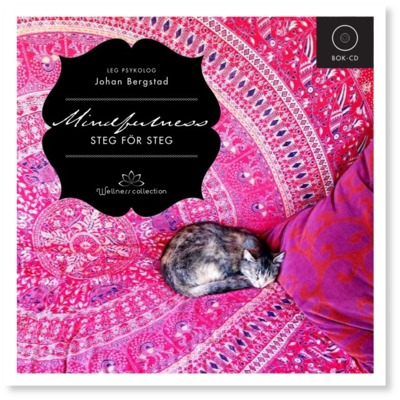 LEG PSYKOLOG
Johan Bergstad
Mindfulness
STEG FÖR STEG
Wellness collection
BOK+CD